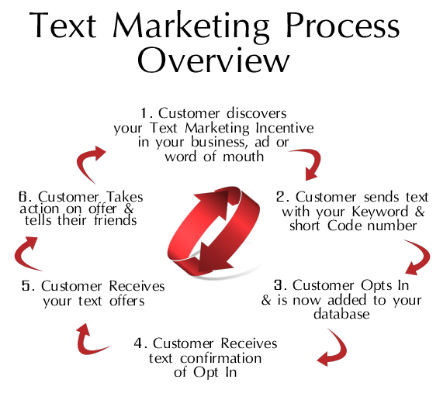 Text Marketing Process
Overview
1. Customer discovers
your Text Marketing Incentive
in your business, ad or
word of mouth
2. Customer sends text
with your Keyword &
short Code number
3. Customer Opts In
& is now added to your
database
4. Customer Receives
text confirmation
of Opt In
5. Customer Receives
your text offers
6. Customer Takes
action on offer &
tells their friends